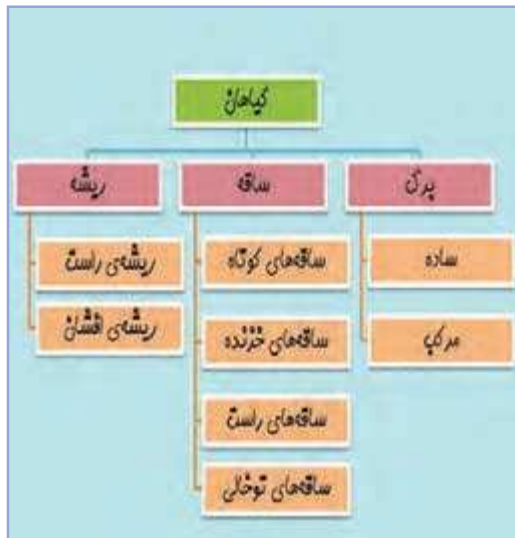 گیاهان
برگ
ساده
مرکب
ساقه
ساقه‌های کوتاه
ساقه‌های خزنده
ساقه‌های راست
ساقه‌های توخالی
ریشه
ریشه‌ی راست
ریشه‌ی افشان